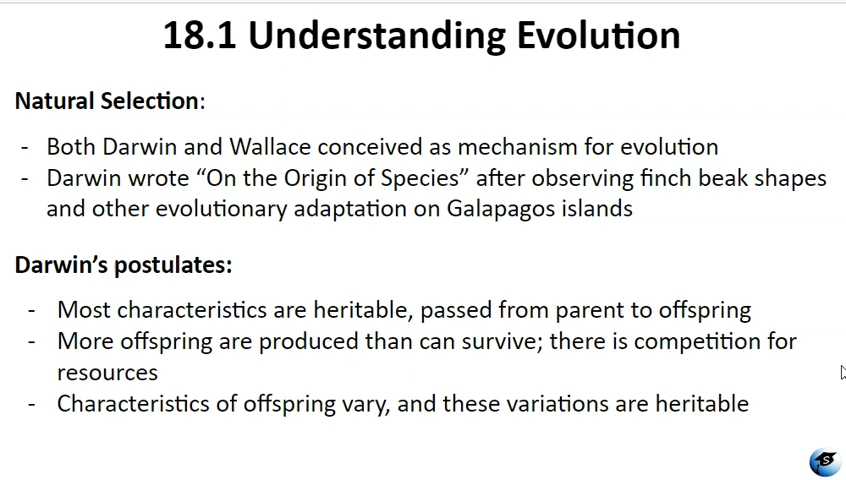 18.1 Understanding Evolution
Natural Selection:
- Both Darwin and Wallace conceived as mechanism for evolution
- Darwin wrote “On the Origin of Species” after observing finch beak shapes
and other evolutionary adaptation on Galapagos islands
Darwin’s postulates:
- Most characteristics are heritable, passed from parent to offspring
- More offspring are produced than can survive; there is competition for
resources
- Characteristics of offspring vary, and these variations are heritable
S